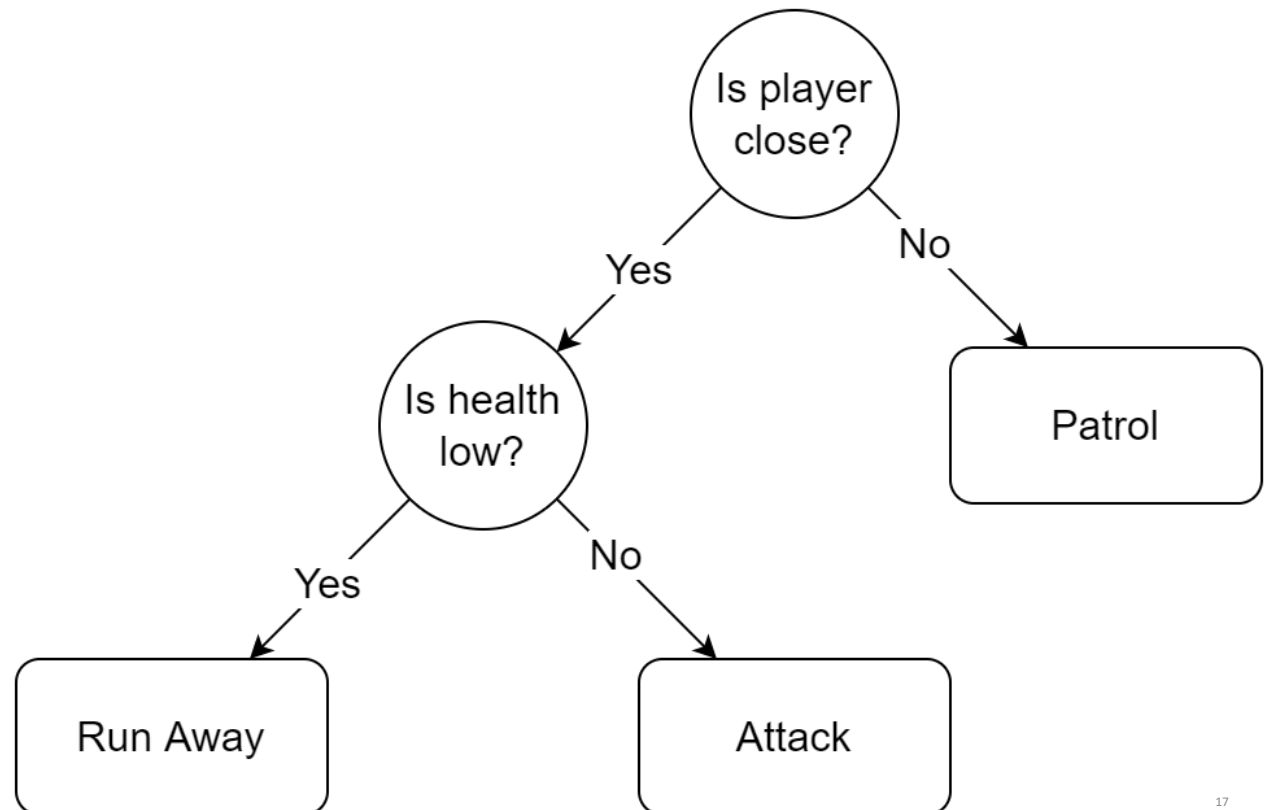 Is player
close?
Yes
No
Is health
low?
Patrol
Yes
No
Run Away
Attack
17